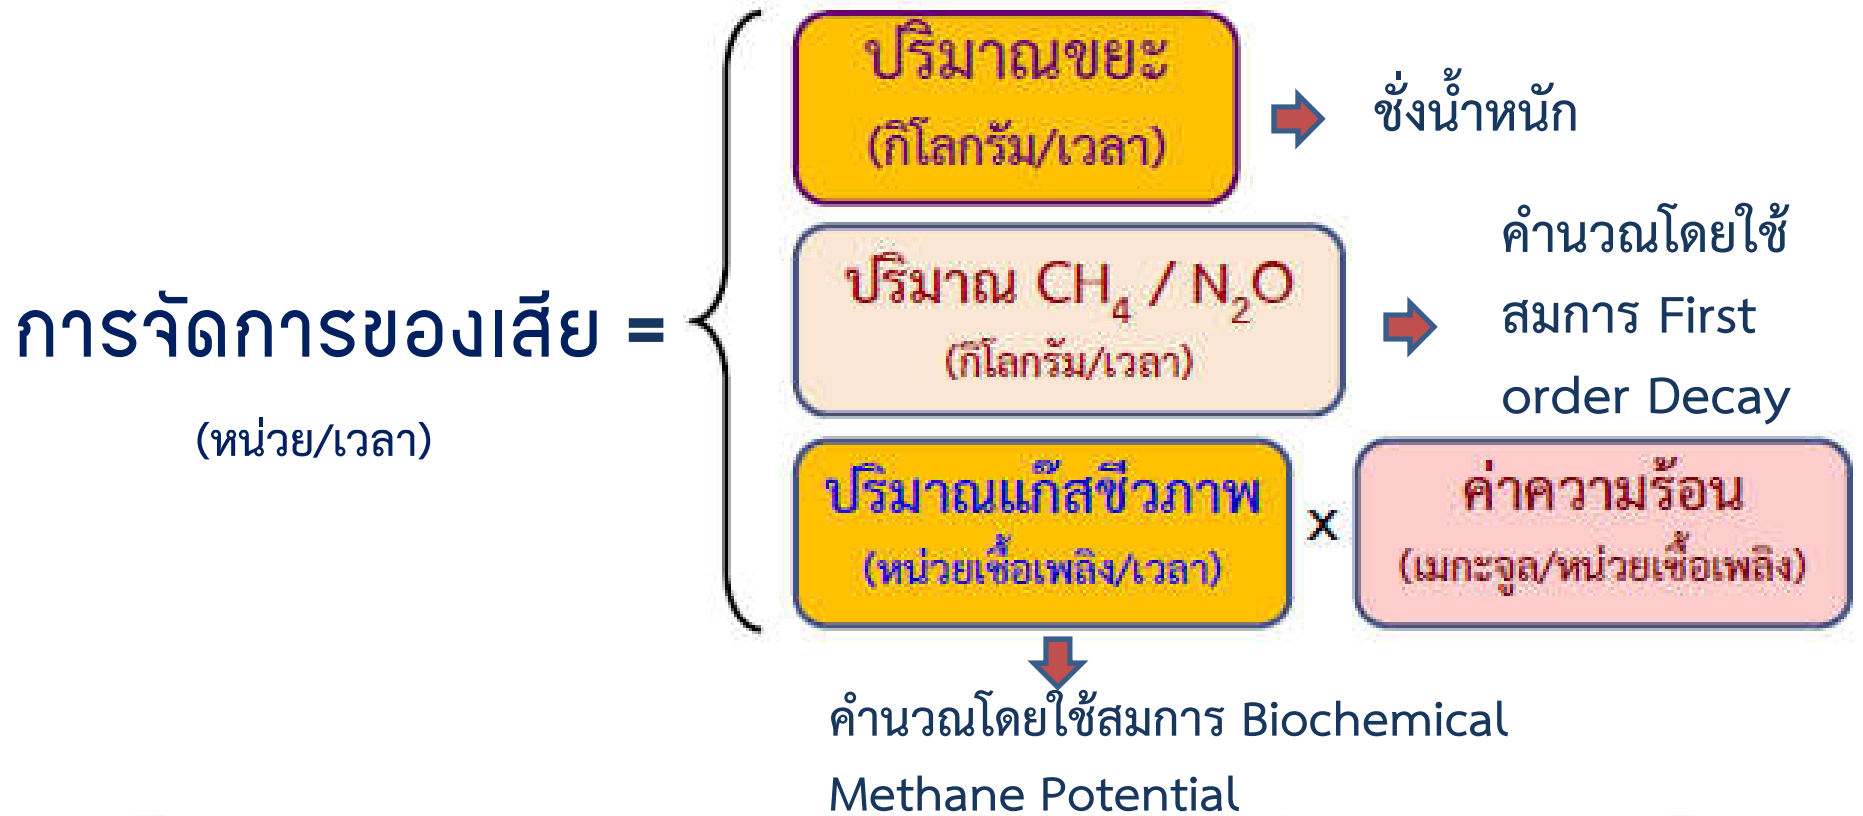 การจัดการของเสีย =
(หน่วย/เวลา)
ปริมาณขยะ
(กิโลกรัม/เวลา)
ชั่งน้ำหนัก
ปริมาณ CH₄ / N₂O
(กิโลกรัม/เวลา)
คำนวณโดยใช้
สมการ First
order Decay
ปริมาณแก๊สชีวภาพ
(หน่วยเชื้อเพลิง/เวลา)
x
ค่าความร้อน
(เมกะจูล/หน่วยเชื้อเพลิง)
คำนวณโดยใช้สมการ Biochemical
Methane Potential